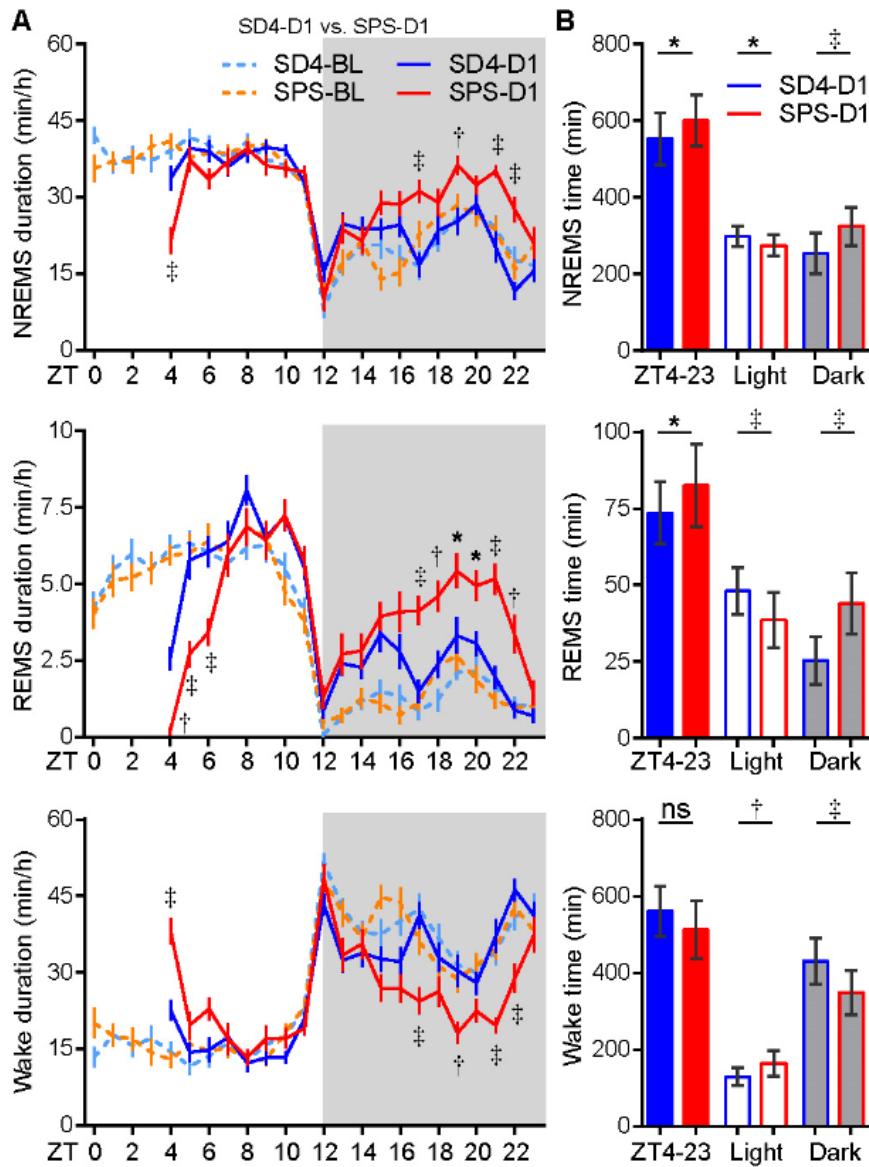 A
SD4-D1 vs. SPS-D1
NREMS duration (min/h)
60
45
30
15
0
SD4-BL
SD4-D1
SPS-BL
SPS-D1
‡
‡
†
‡
‡
ZT 0 2 4 6 8 10 12 14 16 18 20 22
B
NREMS time (min)
800
600
400
200
0
* * ‡
SD4-D1
SPS-D1
ZT4-23 Light Dark
REMS duration (min/h)
10
7.5
5.0
2.5
0
†
‡
‡
‡
†
*
*
‡
†
ZT 0 2 4 6 8 10 12 14 16 18 20 22
REMS time (min)
100
75
50
25
0
* ‡ ‡
ZT4-23 Light Dark
Wake duration (min/h)
60
45
30
15
0
‡
‡
†
‡
‡
ZT 0 2 4 6 8 10 12 14 16 18 20 22
Wake time (min)
800
600
400
200
0
ns † ‡
ZT4-23 Light Dark